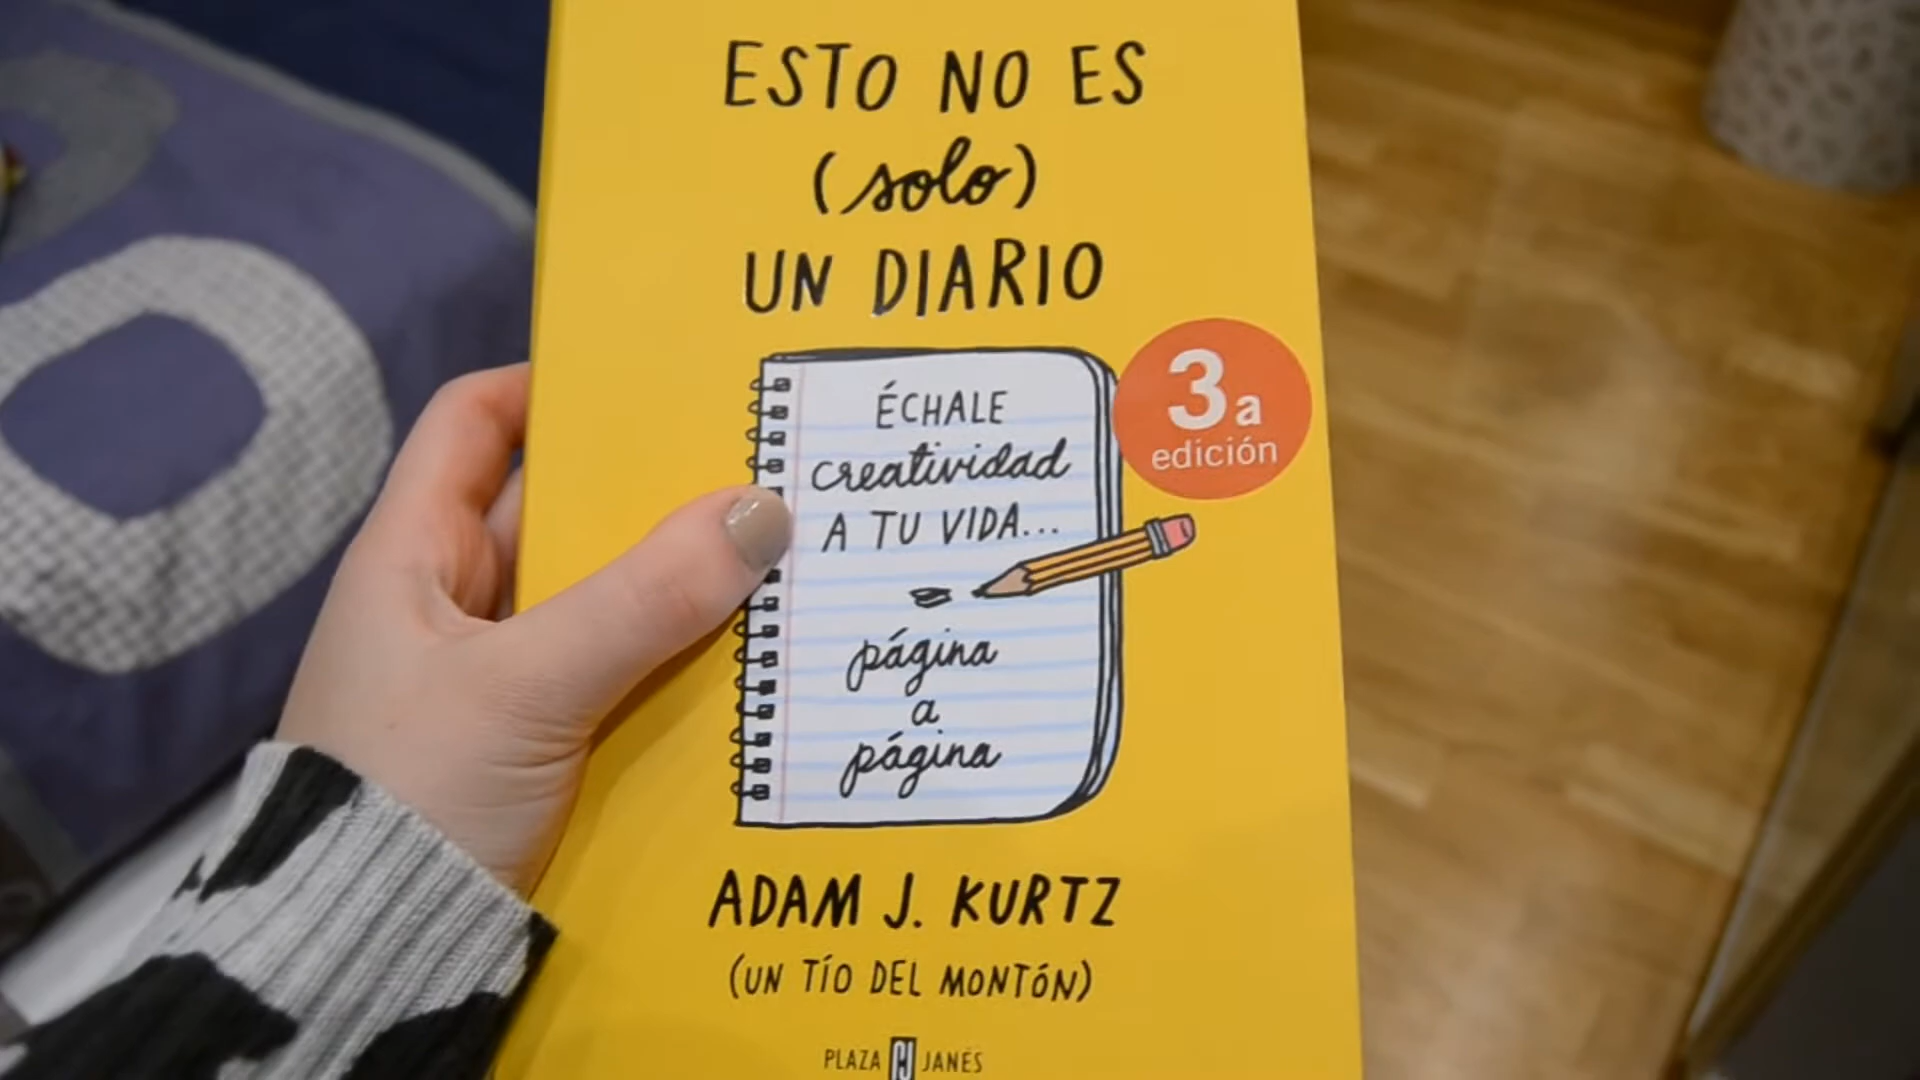 ESTO NO ES
(solo)
UN DIARIO
3a
edición
ÉCHALE
creatividad
A TU VIDA...
página
a
página
ADAM J. KURTZ
(UN TÍO DEL MONTÓN)
PLAZA JANÉS